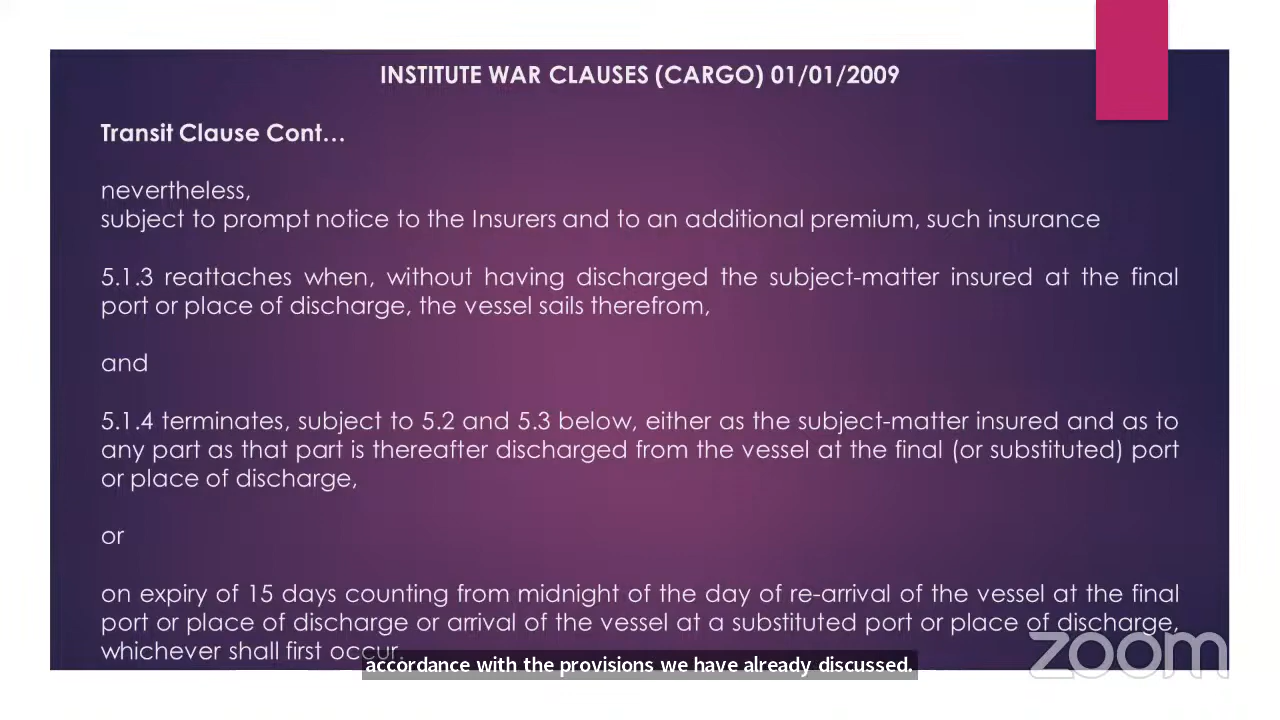 INSTITUTE WAR CLAUSES (CARGO) 01/01/2009
Transit Clause Cont…
nevertheless,
subject to prompt notice to the Insurers and to an additional premium, such insurance
5.1.3 reattaches when, without having discharged the subject-matter insured at the final
port or place of discharge, the vessel sails therefrom,
and
5.1.4 terminates, subject to 5.2 and 5.3 below, either as the subject-matter insured and as to
any part as that part is thereafter discharged from the vessel at the final (or substituted) port
or place of discharge,
or
on expiry of 15 days counting from midnight of the day of re-arrival of the vessel at the final
port or place of discharge or arrival of the vessel at a substituted port or place of discharge,
whichever shall first occur.
accordance with the provisions we have already discussed.
zoom